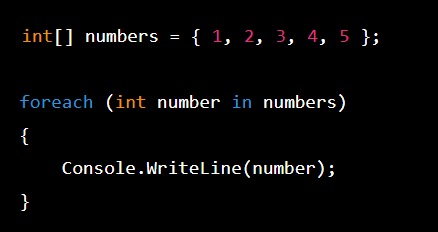 int[] numbers = { 1, 2, 3, 4, 5 };
foreach (int number in numbers)
{
    Console.WriteLine(number);
}